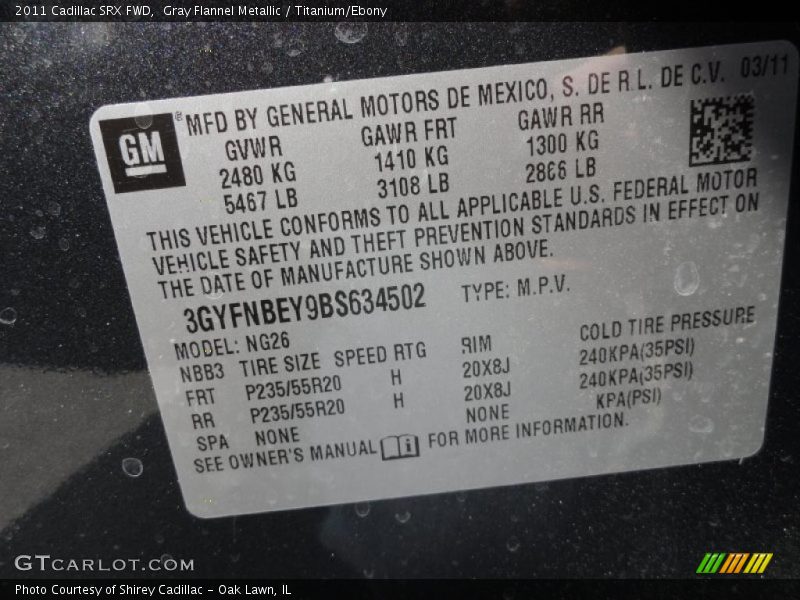 2011 Cadillac SRX FWD, Gray Flannel Metallic / Titanium/Ebony
GM ® MFD BY GENERAL MOTORS DE MEXICO, S. DE R.L. DE C.V. 03/11
GVWR GAWR FRT GAWR RR
2480 KG 1410 KG 1300 KG
5467 LB 3108 LB 2866 LB
THIS VEHICLE CONFORMS TO ALL APPLICABLE U.S. FEDERAL MOTOR
VEHICLE SAFETY AND THEFT PREVENTION STANDARDS IN EFFECT ON
THE DATE OF MANUFACTURE SHOWN ABOVE.
3GYFNBEY9BS634502 TYPE: M.P.V.
MODEL: NG26
NBB3 TIRE SIZE SPEED RTG RIM COLD TIRE PRESSURE
FRT P235/55R20 H 20X8J 240KPA(35PSI)
RR P235/55R20 H 20X8J 240KPA(35PSI)
SPA NONE NONE KPA(PSI)
SEE OWNER'S MANUAL i FOR MORE INFORMATION.
GTCARLOT.COM
Photo Courtesy of Shirey Cadillac - Oak Lawn, IL